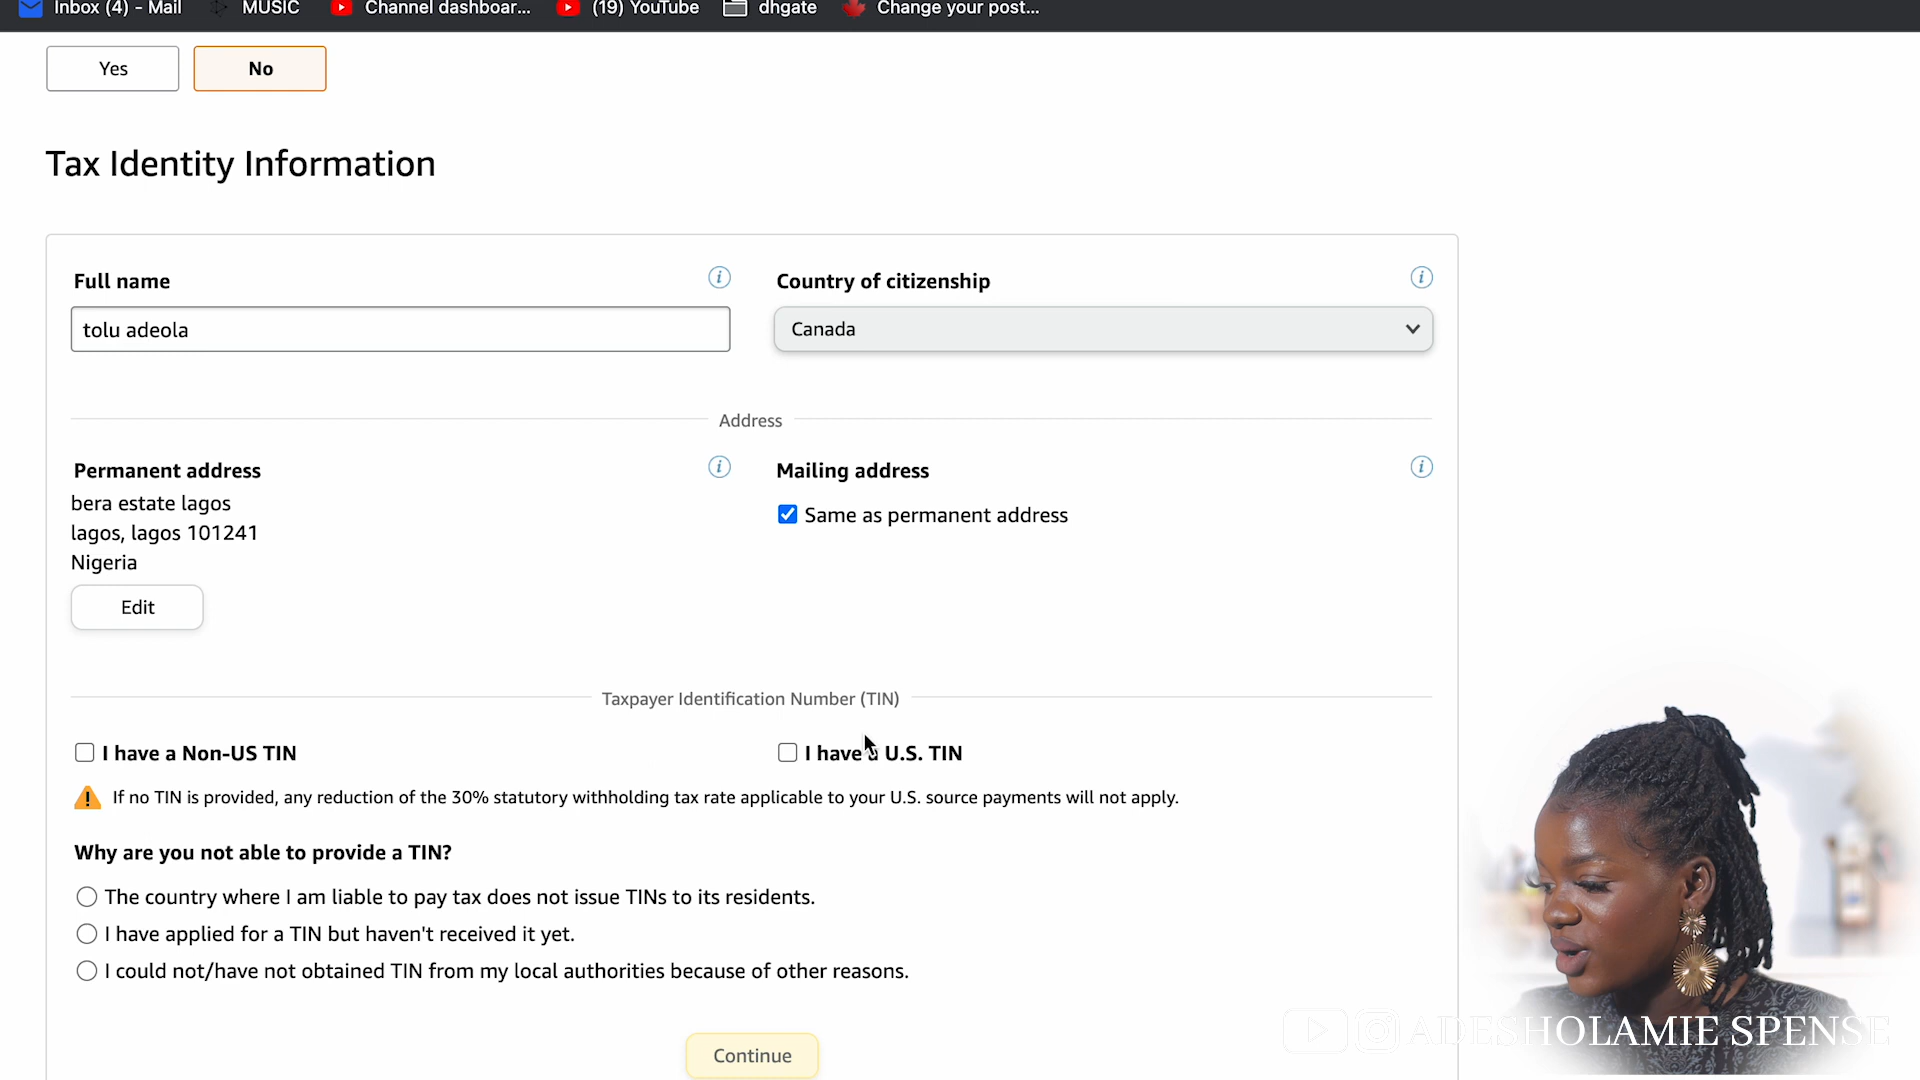 Inbox (4) - Mail MUSIC Channel dashboar... (19) YouTube dhgate Change your post...
Yes No
Tax Identity Information
Full name
Country of citizenship
tolu adeola
Canada
Address
Permanent address
Mailing address
bera estate lagos
Same as permanent address
lagos, lagos 101241
Nigeria
Edit
Taxpayer Identification Number (TIN)
I have a Non-US TIN
I have a U.S. TIN
If no TIN is provided, any reduction of the 30% statutory withholding tax rate applicable to your U.S. source payments will not apply.
Why are you not able to provide a TIN?
The country where I am liable to pay tax does not issue TINs to its residents.
I have applied for a TIN but haven't received it yet.
I could not/have not obtained TIN from my local authorities because of other reasons.
Continue
ADESHOLAMIE SPENSE